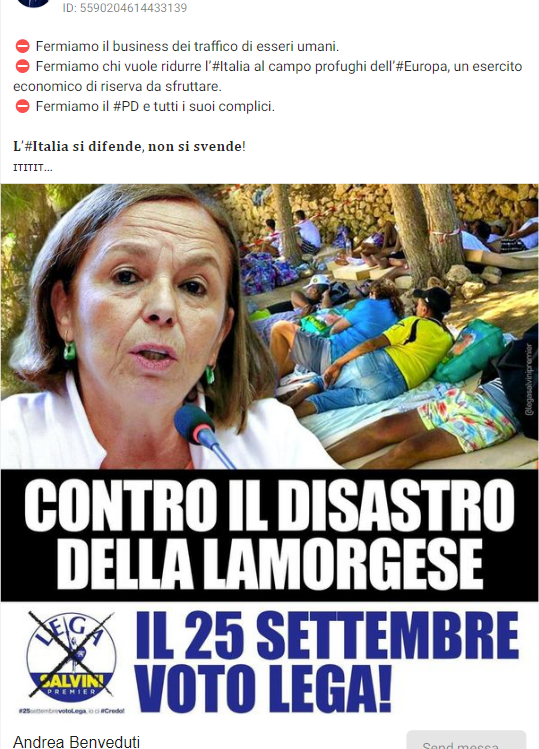 ID: 5590204614433139
⛔ Fermiamo il business dei traffico di esseri umani.
⛔ Fermiamo chi vuole ridurre l'#Italia al campo profughi dell'#Europa, un esercito
economico di riserva da sfruttare.
⛔ Fermiamo il #PD e tutti i suoi complici.
𝐋'#𝐈𝐭𝐚𝐥𝐢𝐚 𝐬𝐢 𝐝𝐢𝐟𝐞𝐧𝐝𝐞, 𝐧𝐨𝐧 𝐬𝐢 𝐬𝐯𝐞𝐧𝐝𝐞!
ɪᴛɪᴛɪᴛ...
@legasalvinipremier
CONTRO IL DISASTRO
DELLA LAMORGESE
LEGA
SALVINI
PREMIER
#25settembrevotoLega, io ci #Credo!
IL 25 SETTEMBRE
VOTO LEGA!
Andrea Benveduti
Send messa